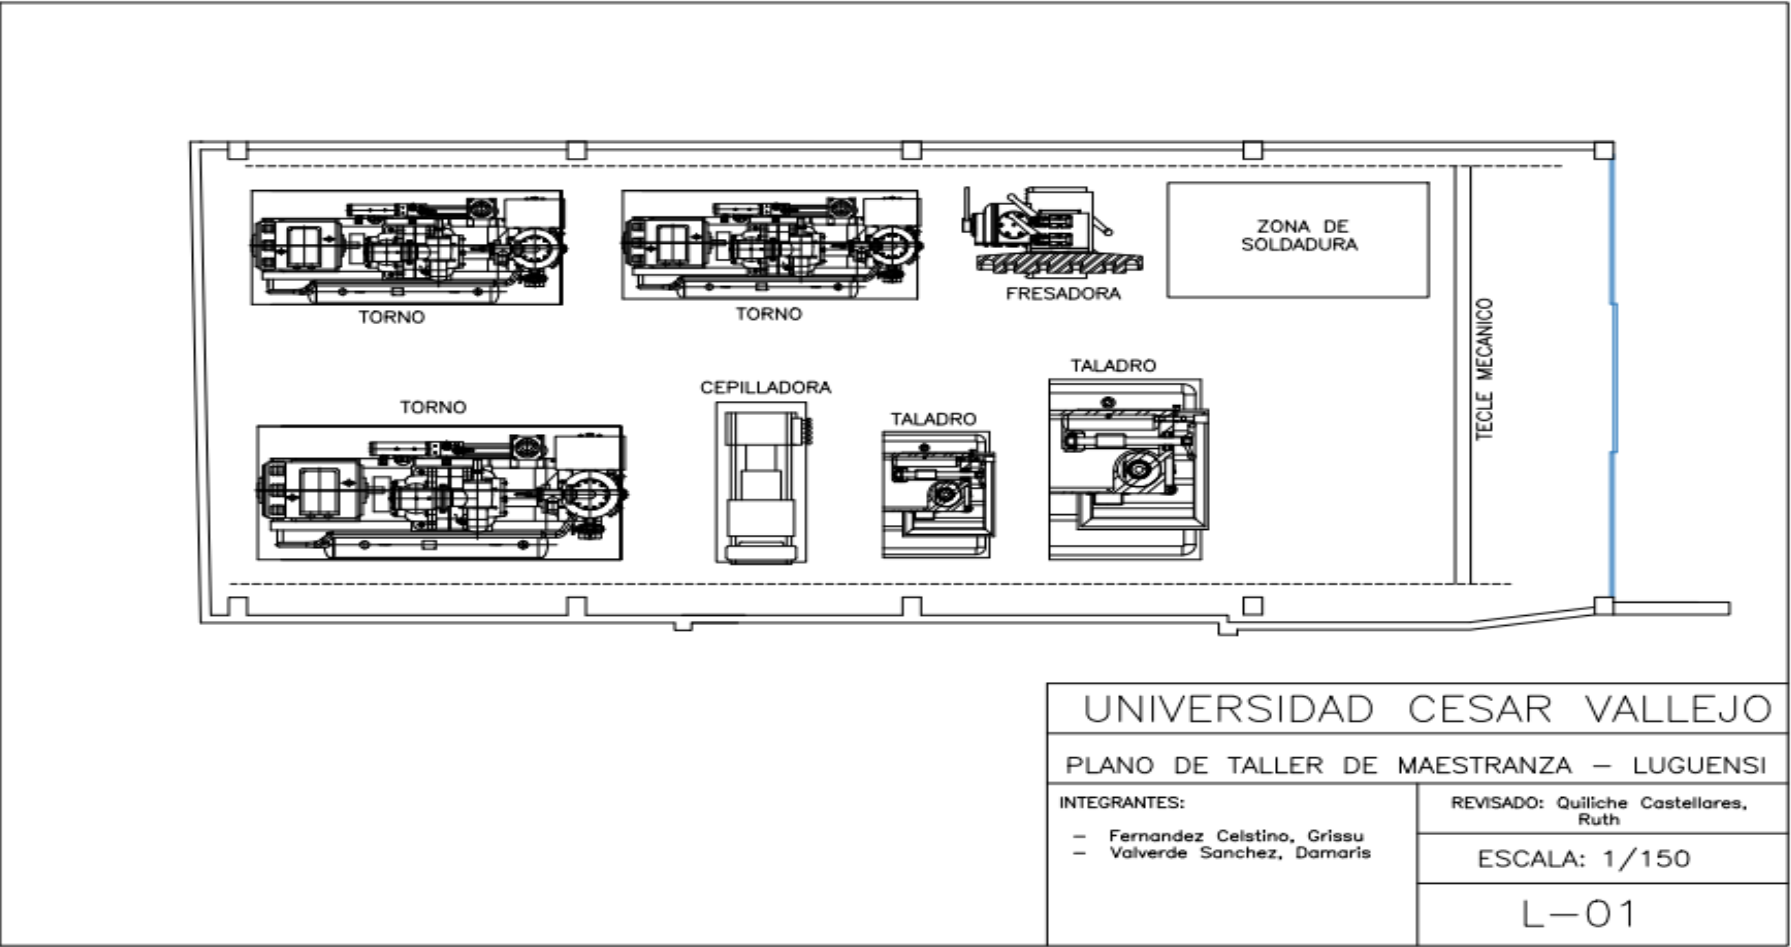 ZONA DE
SOLDADURA
TORNO
TORNO
FRESADORA
TECLE MECANICO
TORNO
CEPILLADORA
TALADRO
TALADRO
UNIVERSIDAD CESAR VALLEJO
PLANO DE TALLER DE MAESTRANZA – LUGUENSI
INTEGRANTES:
– Fernandez Celstino, Grissu
– Valverde Sanchez, Damaris
REVISADO: Quiliche Castellares,
Ruth
ESCALA: 1/150
L–01